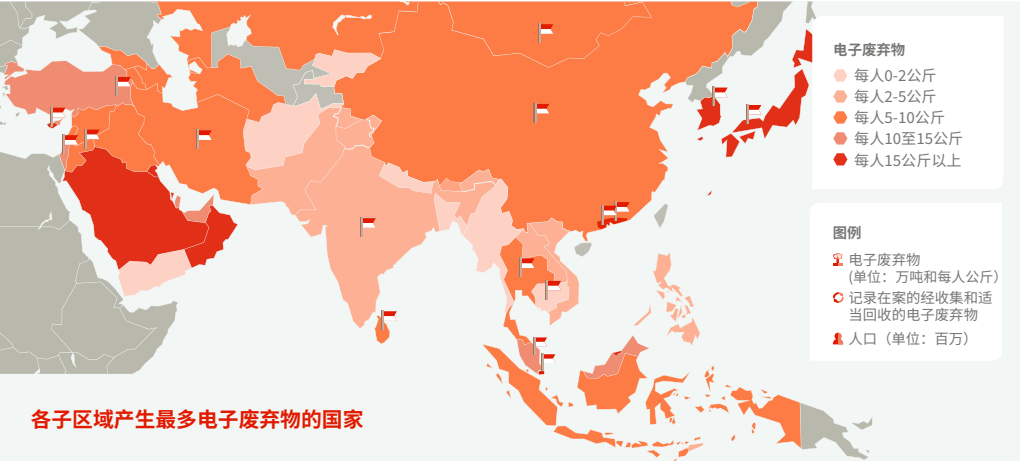 电子废弃物
每人0-2公斤
每人2-5公斤
每人5-10公斤
每人10至15公斤
每人15公斤以上
图例
电子废弃物
(单位：万吨和每人公斤)
记录在案的经收集和适
当回收的电子废弃物
人口（单位：百万）
各子区域产生最多电子废弃物的国家